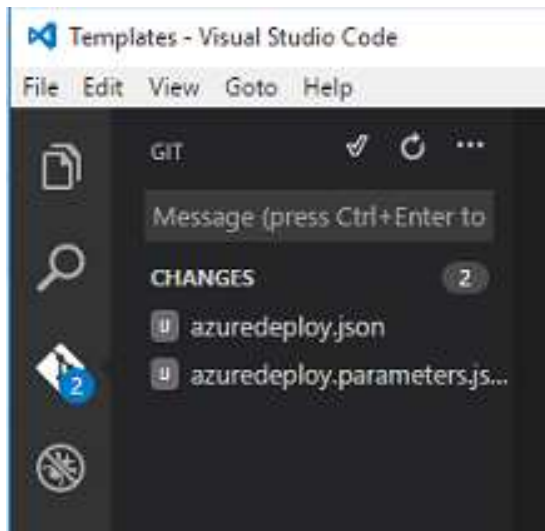 Templates - Visual Studio Code
File Edit View Goto Help
GIT
Message (press Ctrl+Enter to
CHANGES 2
U azuredeploy.json
U azuredeploy.parameters.js...
2